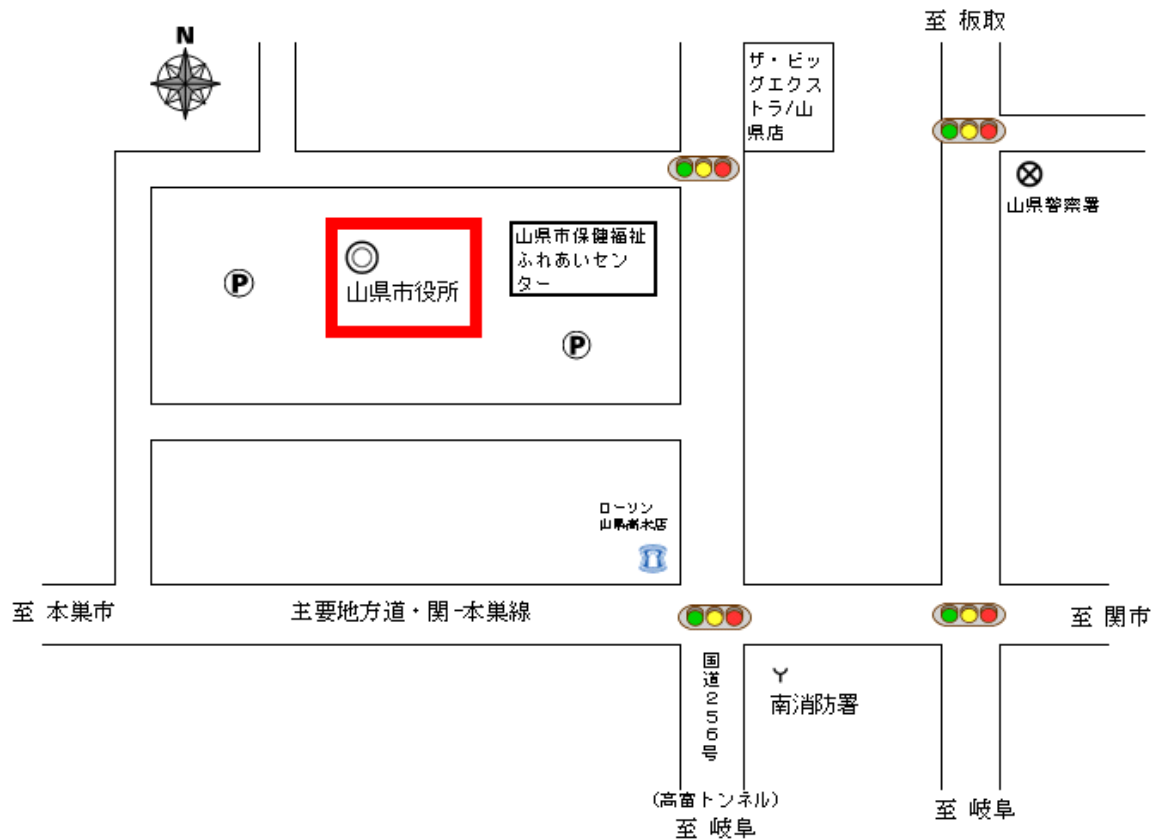 至 板取
N
ザ・ビッ
グエクス
トラ/山
県店
山県警察署
山県市保健福祉
ふれあいセン
ター
P
山県市役所
P
ローソン
至 本巣市
主要地方道・関-本巣線
至 関市
国道256号
南消防署
(高富トンネル)
至 岐阜
至 岐阜